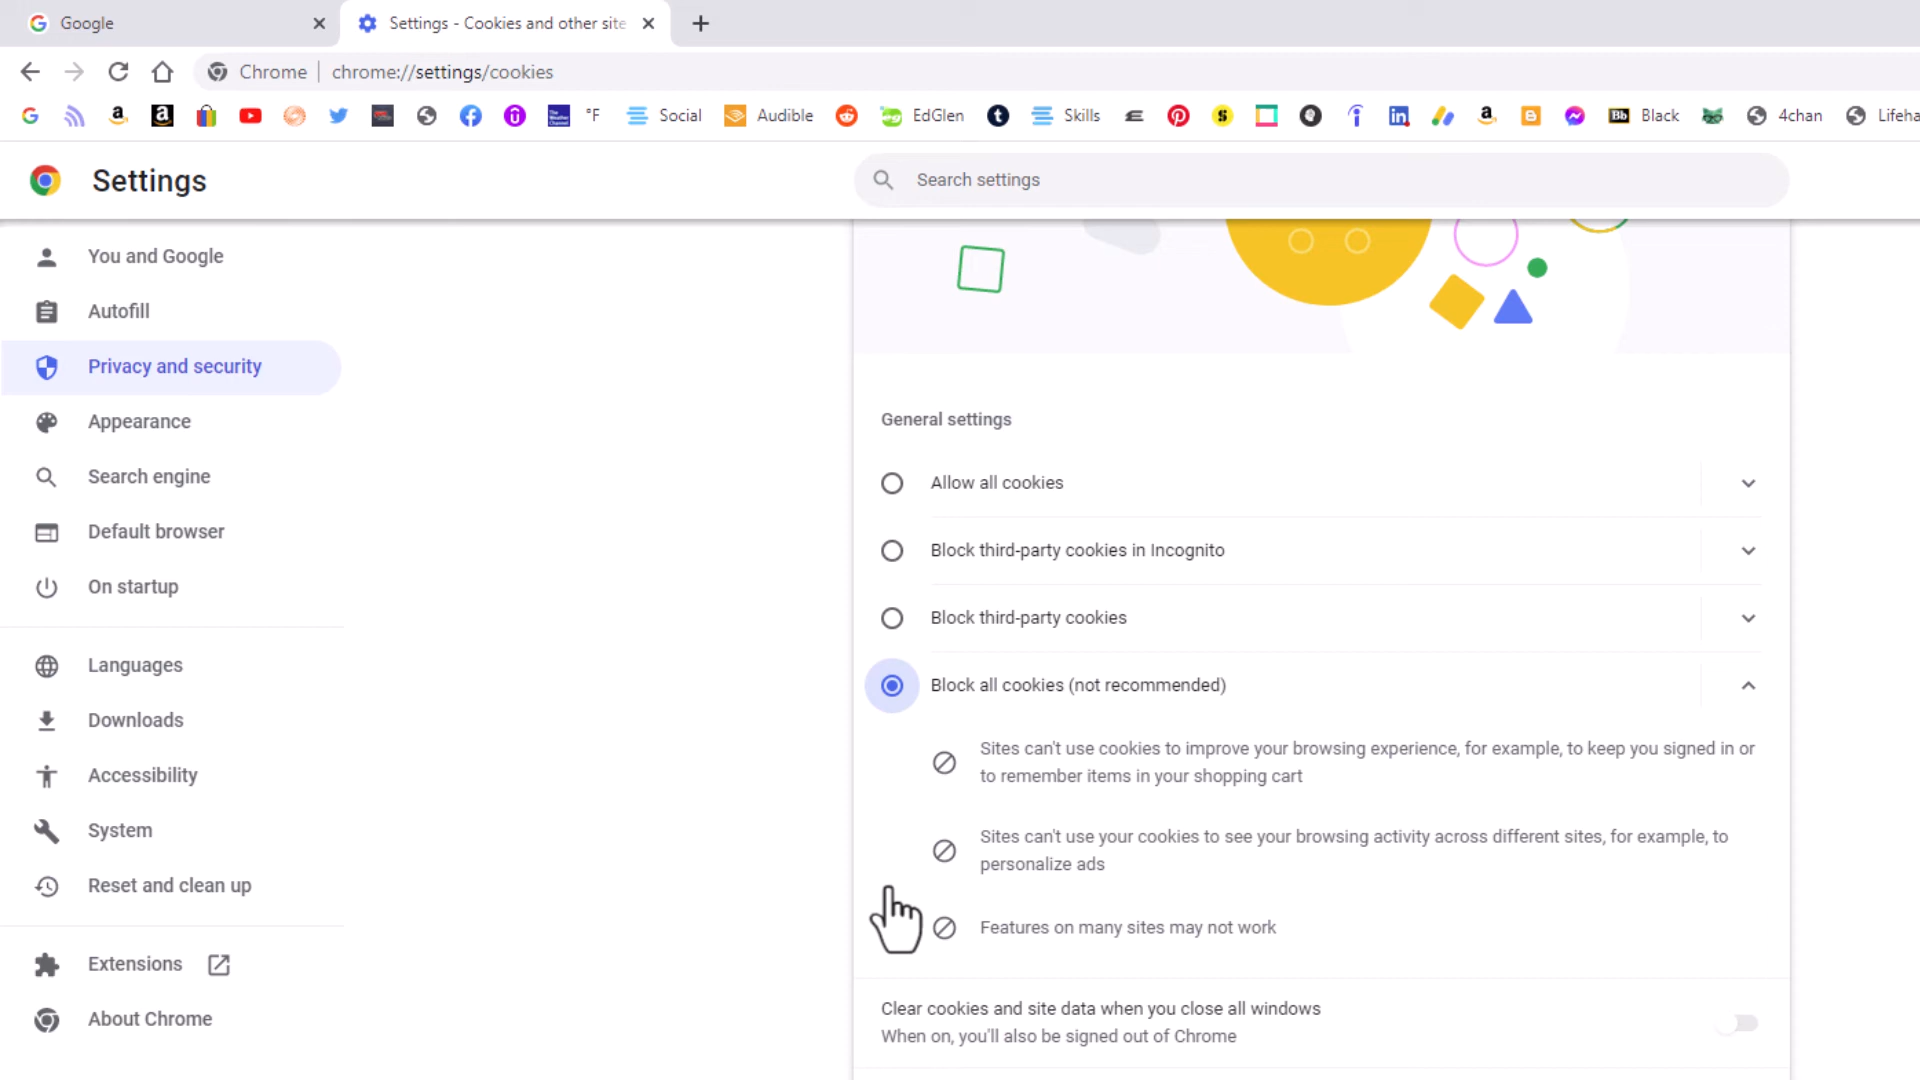 Google
Settings - Cookies and other site
Chrome
chrome://settings/cookies
°F
Social
Audible
EdGlen
Skills
Bb
Black
4chan
Lifeha
Settings
Search settings
You and Google
Autofill
Privacy and security
Appearance
Search engine
Default browser
On startup
Languages
Downloads
Accessibility
System
Reset and clean up
Extensions
About Chrome
General settings
Allow all cookies
Block third-party cookies in Incognito
Block third-party cookies
Block all cookies (not recommended)
Sites can't use cookies to improve your browsing experience, for example, to keep you signed in or
to remember items in your shopping cart
Sites can't use your cookies to see your browsing activity across different sites, for example, to
personalize ads
Features on many sites may not work
Clear cookies and site data when you close all windows
When on, you'll also be signed out of Chrome